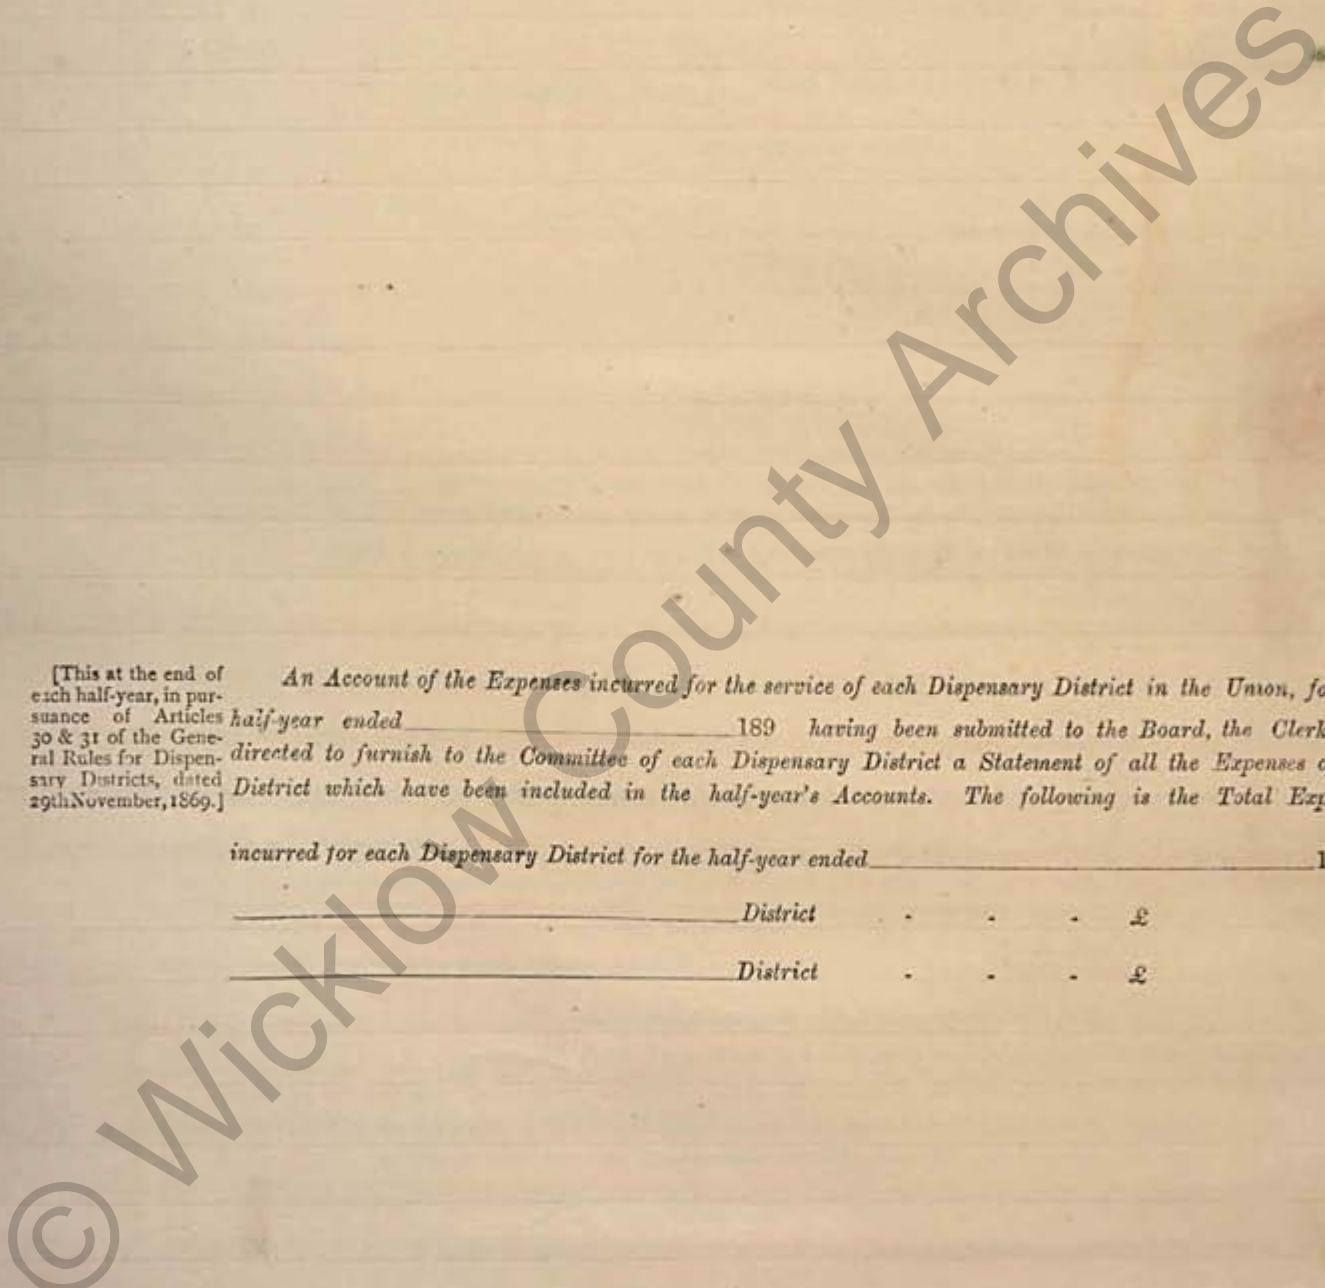 [This at the end of
each half-year, in pur-
suance of Articles
30 & 31 of the Gene-
ral Rules for Dispen-
sary Districts, dated
29th November, 1869.]
An Account of the Expenses incurred for the service of each Dispensary District in the Union, fo
half-year ended 189 having been submitted to the Board, the Clerk
directed to furnish to the Committee of each Dispensary District a Statement of all the Expenses o
District which have been included in the half-year's Accounts. The following is the Total Exp
incurred for each Dispensary District for the half-year ended 1
District - - - £
District - - - £
© Wicklow County Archives